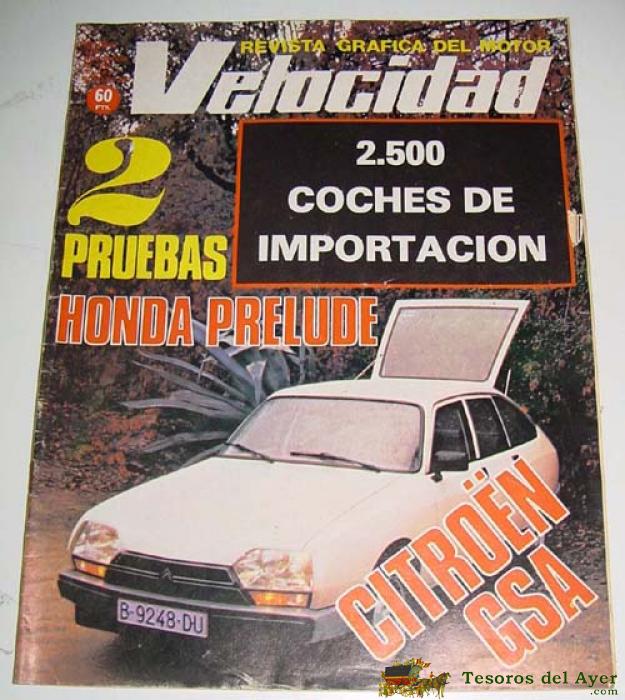 REVISTA GRAFICA DEL MOTOR
Velocidad
60
PTS.
2
PRUEBAS
2.500
COCHES DE
IMPORTACION
HONDA PRELUDE
CITROËN
GSA
B-9248-DU
Tesoros del Ayer
.com